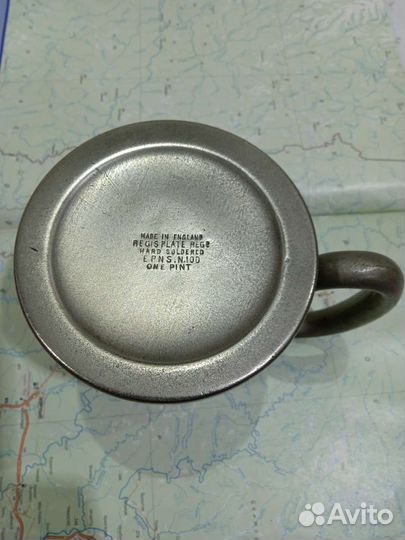 MADE IN ENGLAND
REGIS PLATE REGD
HARD SOLDERED
E.P.N.S. N.100
ONE PINT
Avito